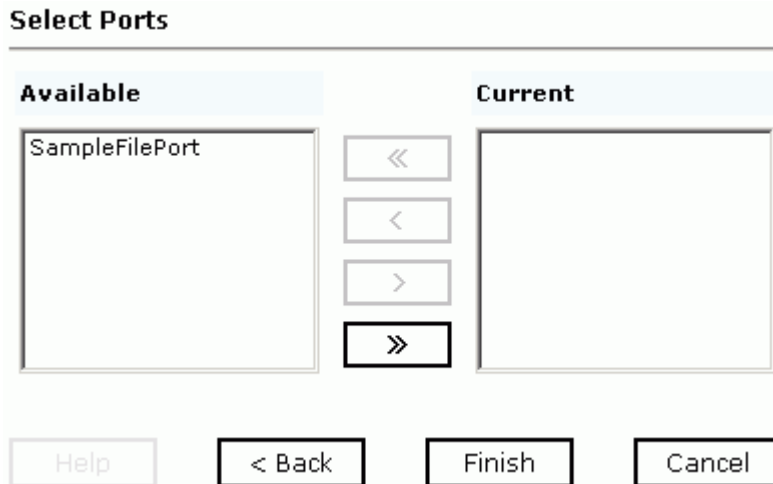 Select Ports
Available
Current
SampleFilePort
«
<
>
»
Help
< Back
Finish
Cancel